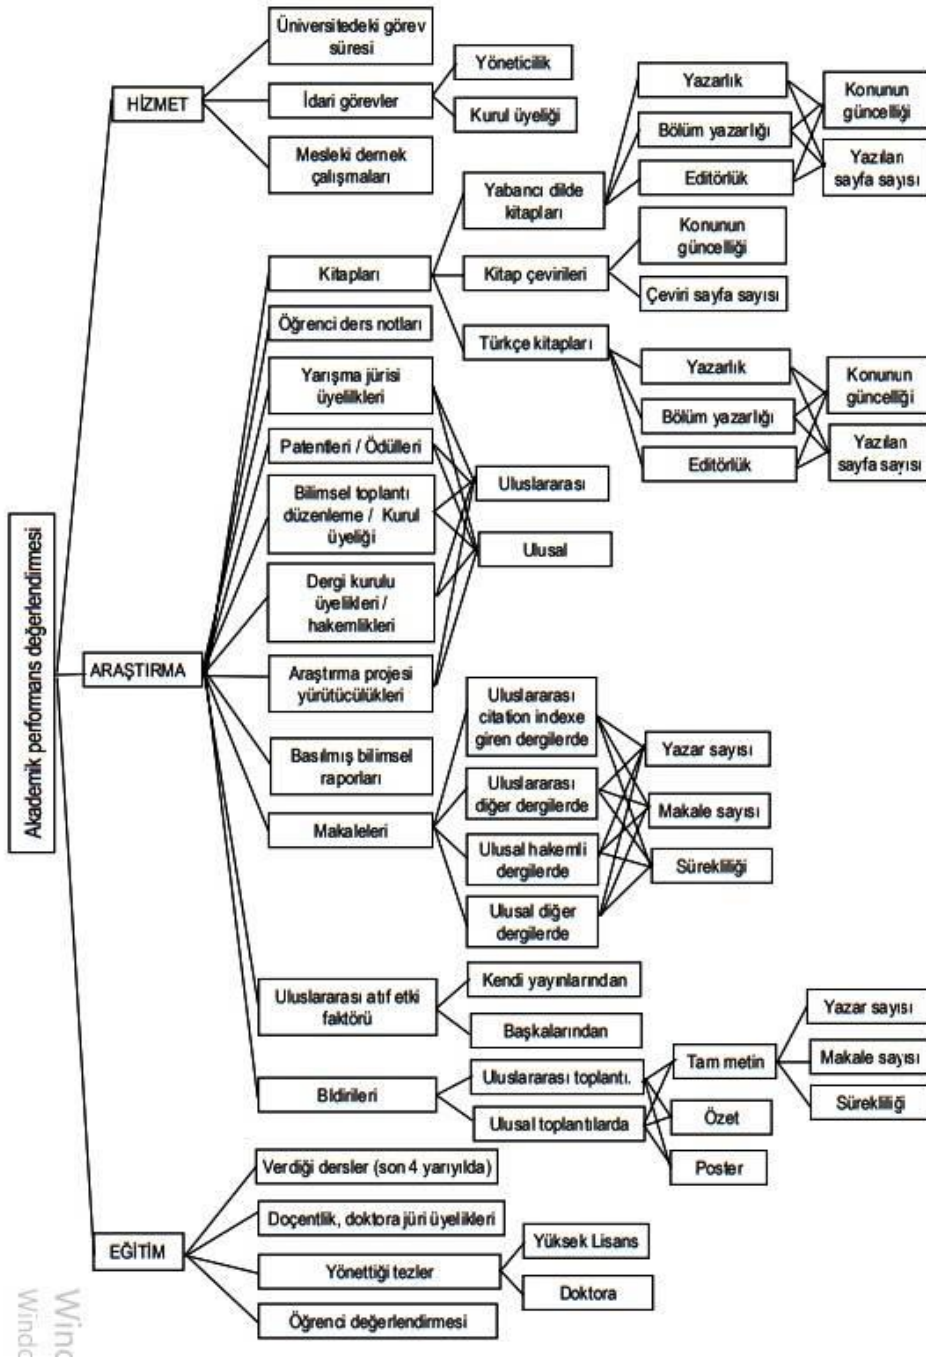 Akademik performans değerlendirmesi
HİZMET
Üniversitedeki görev
süresi
İdari görevler
Yöneticilik
Kurul üyeliği
Mesleki dernek
çalışmaları
ARAŞTIRMA
Kitapları
Yabancı dilde
kitapları
Yazarlık
Bölüm yazarlığı
Editörlük
Konunun
güncelliği
Yazılan
sayfa sayısı
Kitap çevirileri
Konunun
güncelliği
Çeviri sayfa sayısı
Türkçe kitapları
Yazarlık
Bölüm yazarlığı
Editörlük
Konunun
güncelliği
Yazılan
sayfa sayısı
Öğrenci ders notları
Yarışma jürisi
üyelilkleri
Patentleri / Ödülleri
Bilimsel toplantı
düzenleme / Kurul
üyeliği
Dergi kurulu
üyelikleri /
hakemlikleri
Araştırma projesi
yürütücülükleri
Uluslararası
Ulusal
Basılmış bilimsel
raporları
Makaleleri
Uluslararası
citation indexe
giren dergilerde
Uluslararası
diğer dergilerde
Ulusal hakemli
dergilerde
Ulusal diğer
dergilerde
Yazar sayısı
Makale sayısı
Sürekliliği
Uluslararası atıf etki
faktörü
Kendi yayınlarından
Başkalarından
Bldirileri
Uluslararası toplantı.
Ulusal toplantılarda
Tam metin
Özet
Poster
Yazar sayısı
Makale sayısı
Sürekliliği
EĞİTİM
Verdiği dersler (son 4 yarıyılda)
Doçentlik, doktora jüri üyelikleri
Yönettiği tezler
Yüksek Lisans
Doktora
Öğrenci değerlendirmesi